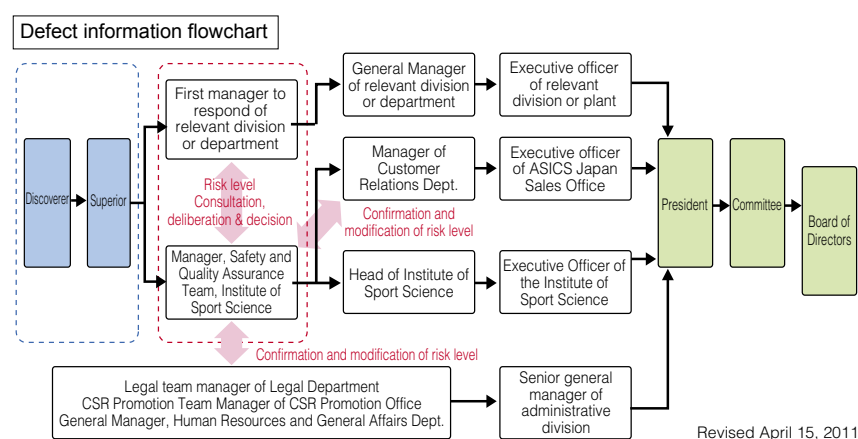 Defect information flowchart
Discoverer
Superior
First manager to
respond of
relevant division
or department
Risk level
Consultation,
deliberation & decision
Manager, Safety and
Quality Assurance
Team, Institute of
Sport Science
General Manager
of relevant division
or department
Executive officer
of relevant
division or plant
Manager of
Customer
Relations Dept.
Executive officer
of ASICS Japan
Sales Office
Confirmation and
modification of risk level
Head of Institute of
Sport Science
Executive Officer of
the Institute of
Sport Science
President
Committee
Board of
Directors
Confirmation and modification of risk level
Legal team manager of Legal Department
CSR Promotion Team Manager of CSR Promotion Office
General Manager, Human Resources and General Affairs Dept.
Senior general
manager of
administrative
division
Revised April 15, 2011